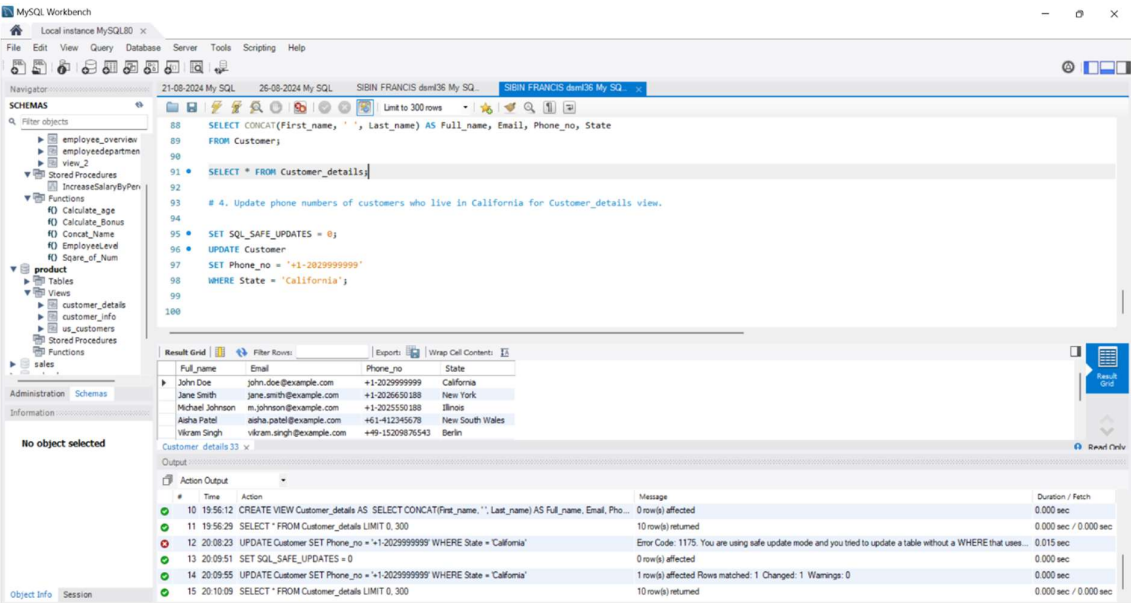 MySQL Workbench
Local instance MySQL80 ×
File Edit View Query Database Server Tools Scripting Help
Navigator
SCHEMAS
Filter objects
employee_overview
employeedepartmen
view_2
Stored Procedures
IncreaseSalaryByPer
Functions
f() Calculate_age
f() Calculate_Bonus
f() Concat_Name
f() EmployeeLevel
f() Sqare_of_Num
product
Tables
Views
customer_details
customer_info
us_customers
Stored Procedures
Functions
sales
Administration Schemas
Information
No object selected
Object Info Session
21-08-2024 My SQL 26-08-2024 My SQL SIBIN FRANCIS dsml36 My SQ... SIBIN FRANCIS dsml36 My SQ... ×
Limit to 300 rows
88 SELECT CONCAT(First_name, ' ', Last_name) AS Full_name, Email, Phone_no, State
89 FROM Customer;
90
91 SELECT * FROM Customer_details;
92
93 # 4. Update phone numbers of customers who live in California for Customer_details view.
94
95 SET SQL_SAFE_UPDATES = 0;
96 UPDATE Customer
97 SET Phone_no = '+1-2029999999'
98 WHERE State = 'California';
99
100
Result Grid Filter Rows: Export: Wrap Cell Content:
Full_name Email Phone_no State
John Doe john.doe@example.com +1-2029999999 California
Jane Smith jane.smith@example.com +1-2026650188 New York
Michael Johnson m.johnson@example.com +1-2025550188 Illinois
Aisha Patel aisha.patel@example.com +61-412345678 New South Wales
Vikram Singh vikram.singh@example.com +49-15209876543 Berlin
Result Grid
Customer_details 33 × Read Only
Output
Action Output
# Time Action Message Duration / Fetch
10 19:56:12 CREATE VIEW Customer_details AS SELECT CONCAT(First_name, ' ', Last_name) AS Full_name, Email, Pho... 0 row(s) affected 0.000 sec
11 19:56:29 SELECT * FROM Customer_details LIMIT 0, 300 10 row(s) returned 0.000 sec / 0.000 sec
12 20:08:23 UPDATE Customer SET Phone_no = '+1-2029999999' WHERE State = 'California' Error Code: 1175. You are using safe update mode and you tried to update a table without a WHERE that uses... 0.015 sec
13 20:09:51 SET SQL_SAFE_UPDATES = 0 0 row(s) affected 0.000 sec
14 20:09:55 UPDATE Customer SET Phone_no = '+1-2029999999' WHERE State = 'California' 1 row(s) affected Rows matched: 1 Changed: 1 Warnings: 0 0.000 sec
15 20:10:09 SELECT * FROM Customer_details LIMIT 0, 300 10 row(s) returned 0.000 sec / 0.000 sec